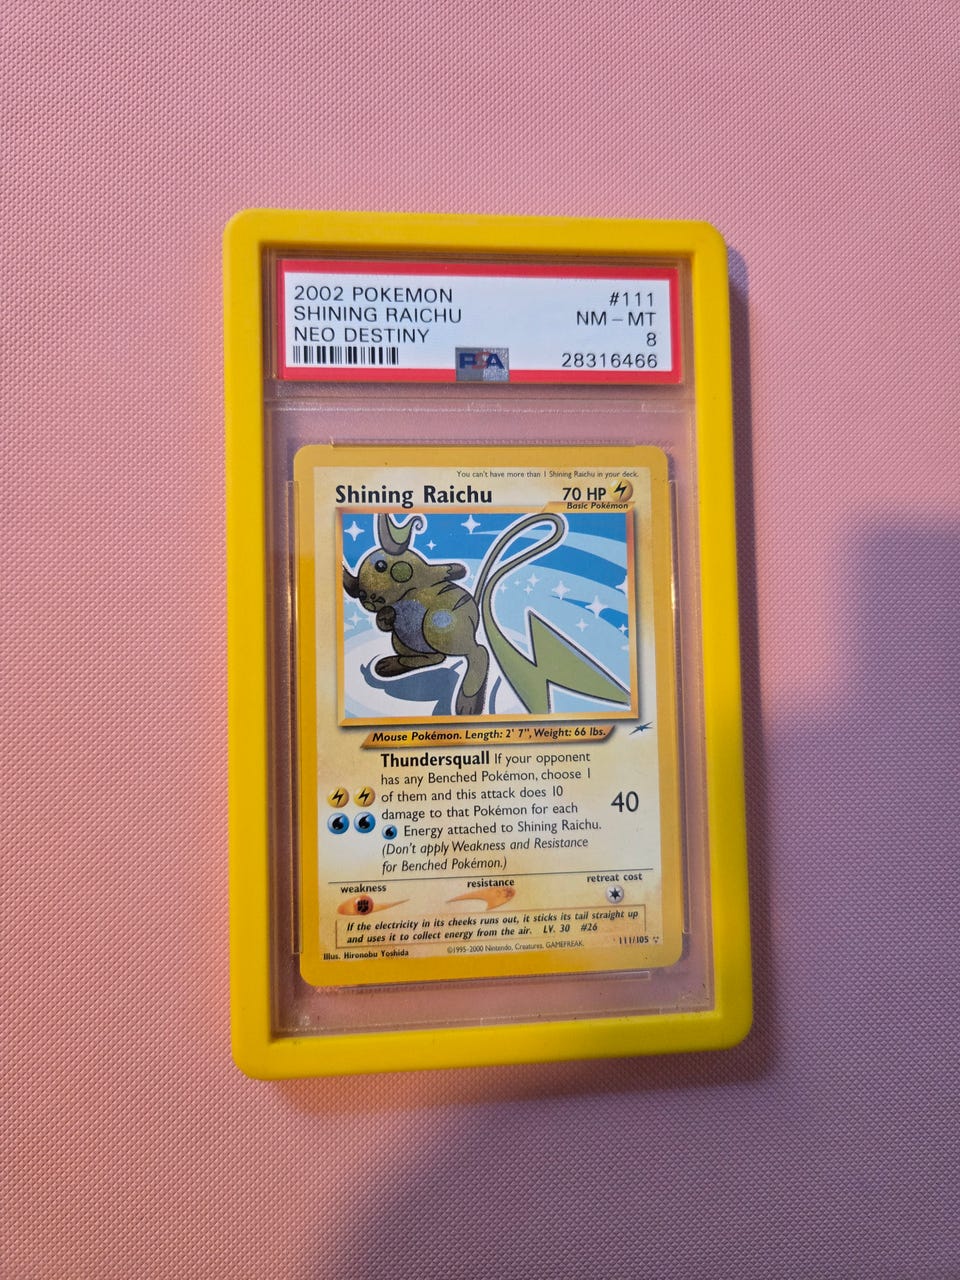 2002 POKEMON #111
SHINING RAICHU NM - MT
NEO DESTINY 8
PSA 28316466
You can't have more than 1 Shining Raichu in your deck.
Shining Raichu 70 HP
Basic Pokémon
Mouse Pokémon. Length: 2' 7", Weight: 66 lbs.
Thundersquall If your opponent
has any Benched Pokémon, choose 1
of them and this attack does 10
damage to that Pokémon for each 40
Energy attached to Shining Raichu.
(Don't apply Weakness and Resistance
for Benched Pokémon.)
weakness resistance retreat cost
If the electricity in its cheeks runs out, it sticks its tail straight up
and uses it to collect energy from the air. LV. 30 #26
Illus. Hironobu Yoshida ©1995-2000 Nintendo, Creatures, GAMEFREAK. 111/105